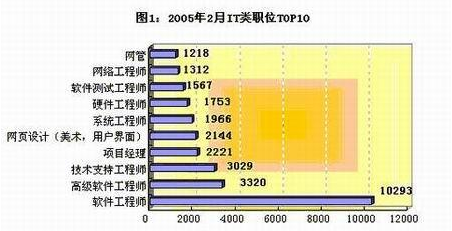 图1：2005年2月IT类职位TOP10
网管 1218
网络工程师 1312
软件测试工程师 1567
硬件工程师 1753
系统工程师 1966
网页设计（美术，用户界面） 2144
项目经理 2221
技术支持工程师 3029
高级软件工程师 3320
软件工程师 10293
0 2000 4000 6000 8000 10000 12000